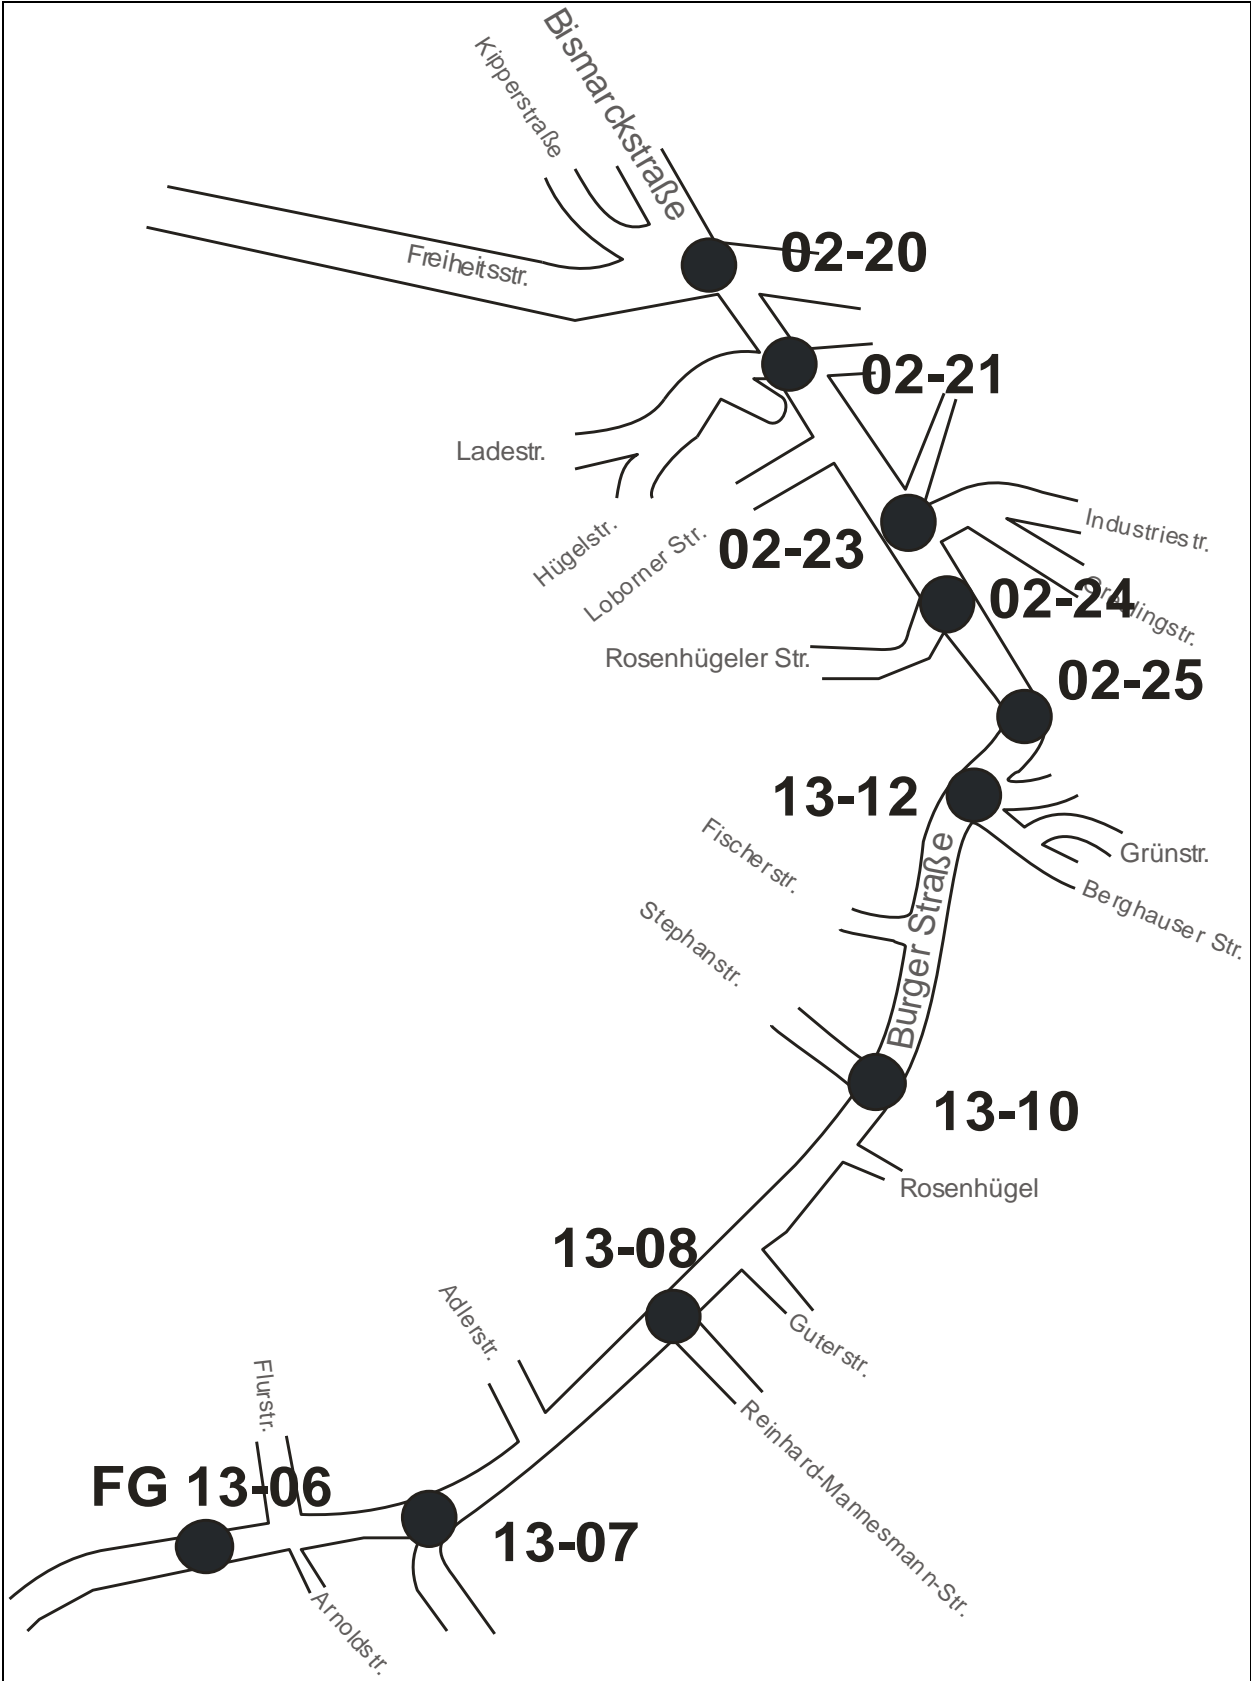 Bismarckstraße
Kipperstraße
02-20
Freiheitsstr.
02-21
Ladestr.
Industriestr.
Hügelstr.
Loborner Str.
02-23
02-24
Rosenhügeler Str.
02-25
13-12
Fischerstr.
Burger Straße
Grünstr.
Berghauser Str.
Stephanstr.
13-10
Rosenhügel
13-08
Adlerstr.
Guterstr.
Flurstr.
Reinhard-Mannesmann-Str.
FG 13-06
13-07
Arnoldstr.